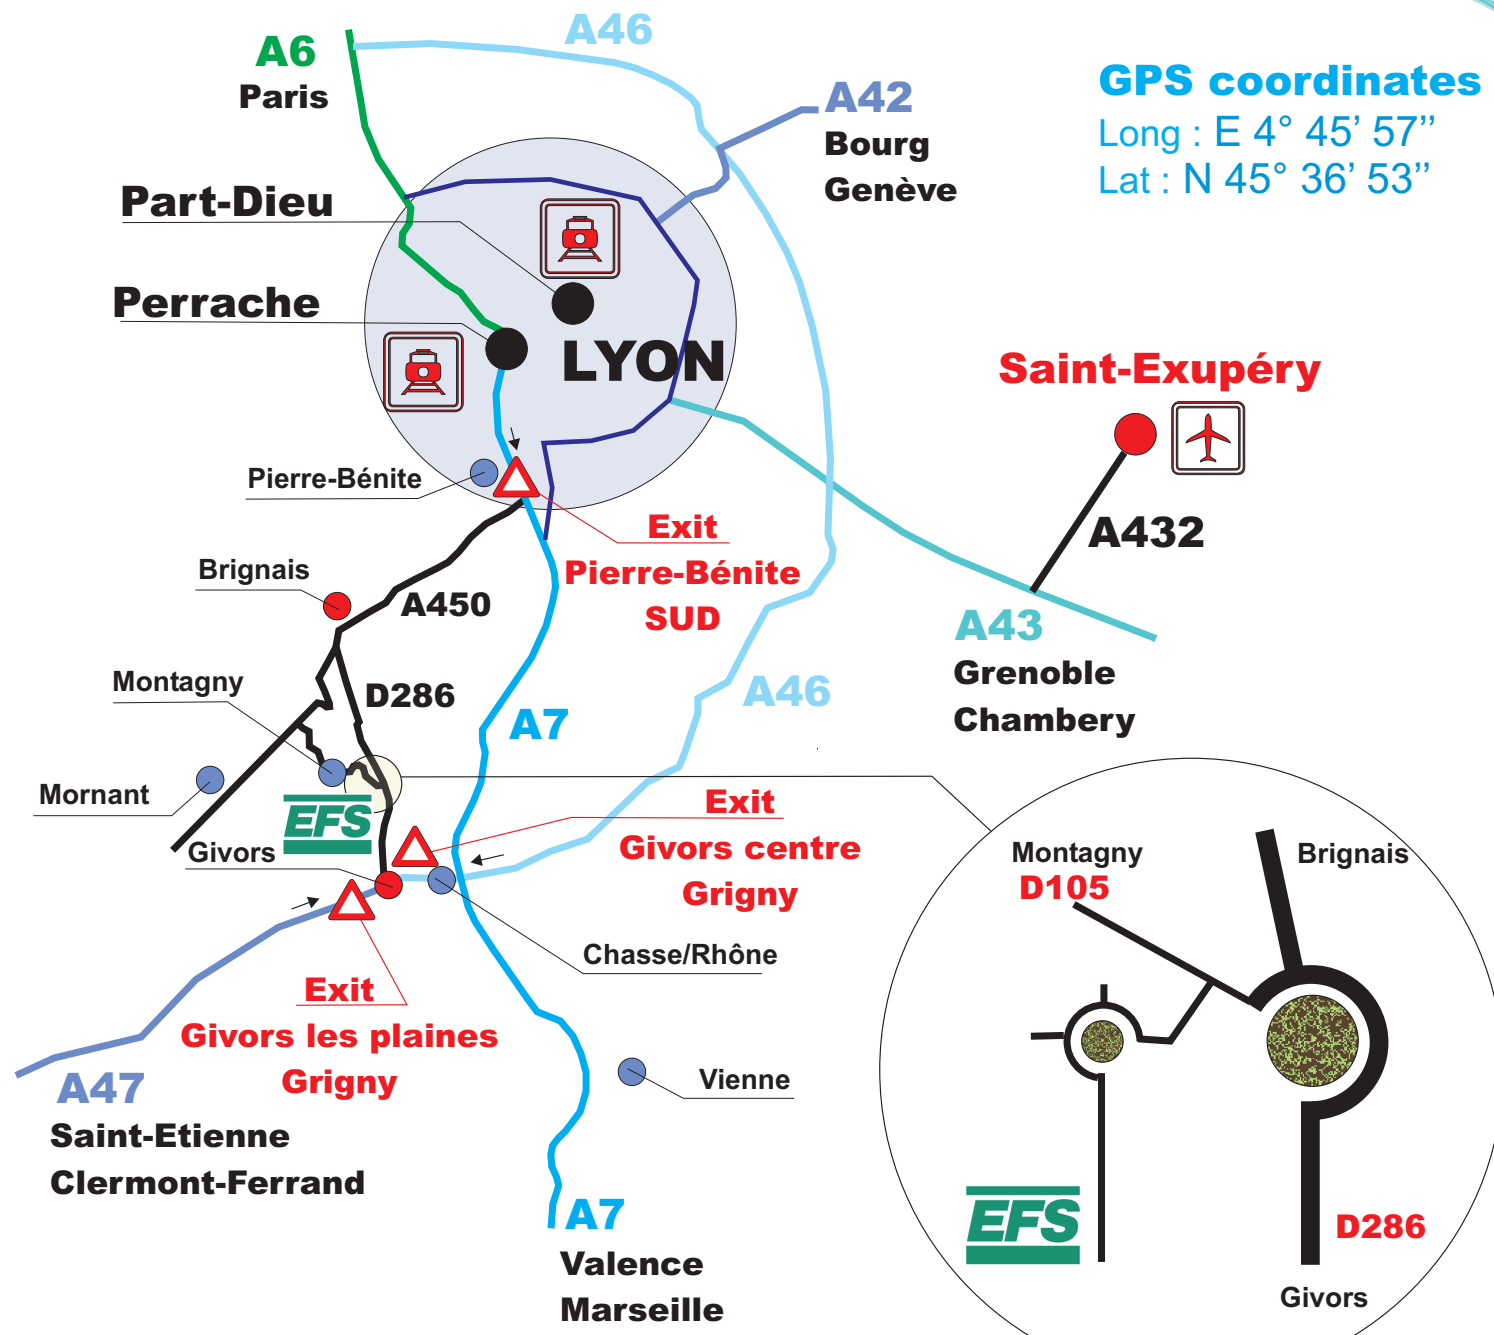 A46
A6
Paris
A42
Bourg
Genève
GPS coordinates
Long : E 4° 45’ 57’’
Lat : N 45° 36’ 53’’
Part-Dieu
Perrache
LYON
Saint-Exupéry
Pierre-Bénite
Exit
Pierre-Bénite
SUD
A432
Brignais
A450
A43
Grenoble
Chambery
Montagny
D286
A7
A46
Mornant
EFS
Givors
Exit
Givors centre
Grigny
Chasse/Rhône
Exit
Givors les plaines
Grigny
A47
Saint-Etienne
Clermont-Ferrand
Vienne
A7
Valence
Marseille
Montagny
D105
Brignais
EFS
D286
Givors